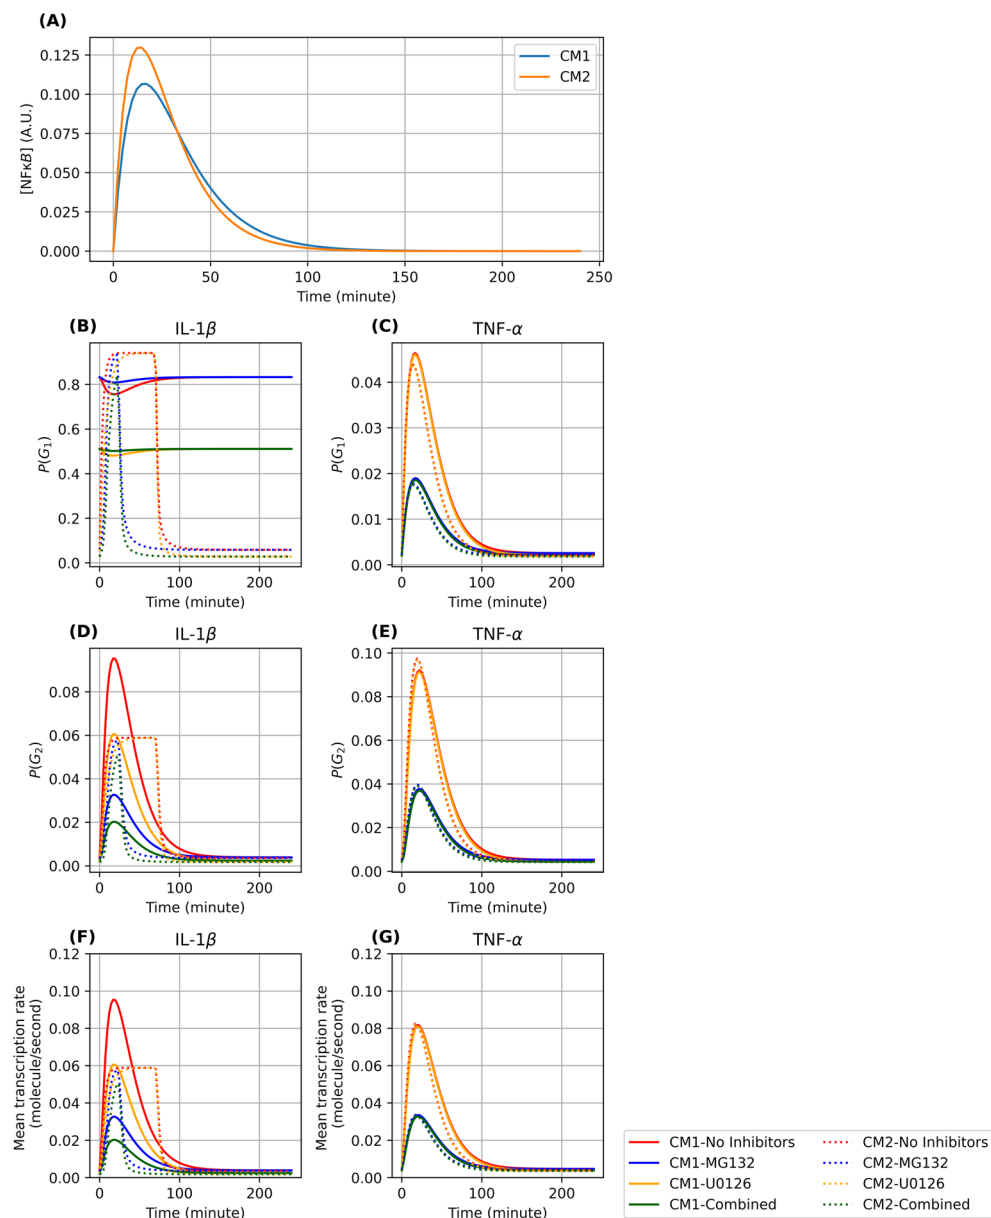 (A)
[NFκB] (A.U.)
0.125
0.100
0.075
0.050
0.025
0.000
CM1
CM2
0 50 100 150 200 250
Time (minute)
(B) IL-1β
P(G1)
0.8
0.6
0.4
0.2
0.0
0 100 200
Time (minute)
(C) TNF-α
P(G1)
0.04
0.03
0.02
0.01
0.00
0 100 200
Time (minute)
(D) IL-1β
P(G2)
0.08
0.06
0.04
0.02
0.00
0 100 200
Time (minute)
(E) TNF-α
P(G2)
0.10
0.08
0.06
0.04
0.02
0.00
0 100 200
Time (minute)
(F) IL-1β
Mean transcription rate
(molecule/second)
0.12
0.10
0.08
0.06
0.04
0.02
0.00
0 100 200
Time (minute)
(G) TNF-α
Mean transcription rate
(molecule/second)
0.12
0.10
0.08
0.06
0.04
0.02
0.00
0 100 200
Time (minute)
CM1-No Inhibitors
CM1-MG132
CM1-U0126
CM1-Combined
CM2-No Inhibitors
CM2-MG132
CM2-U0126
CM2-Combined